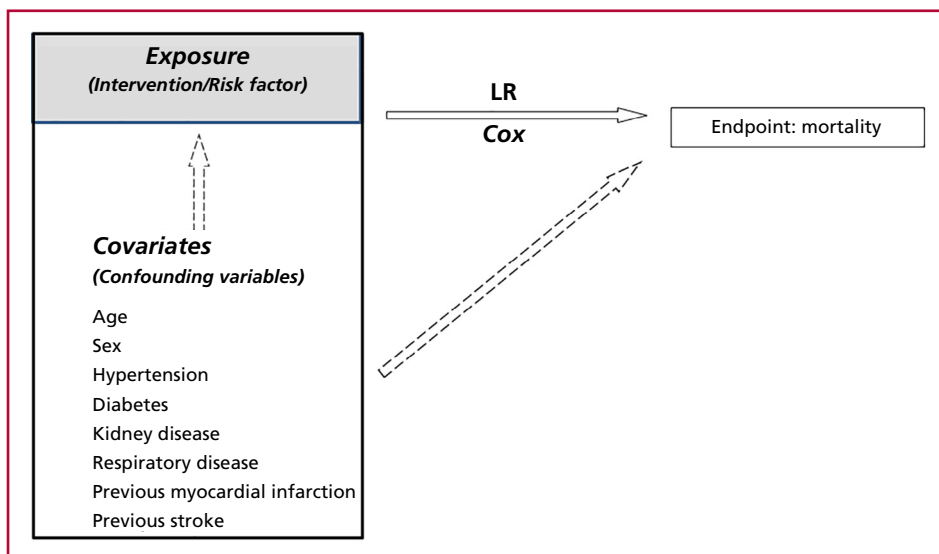 Exposure
(Intervention/Risk factor)
LR
Cox
Endpoint: mortality
Covariates
(Confounding variables)
Age
Sex
Hypertension
Diabetes
Kidney disease
Respiratory disease
Previous myocardial infarction
Previous stroke